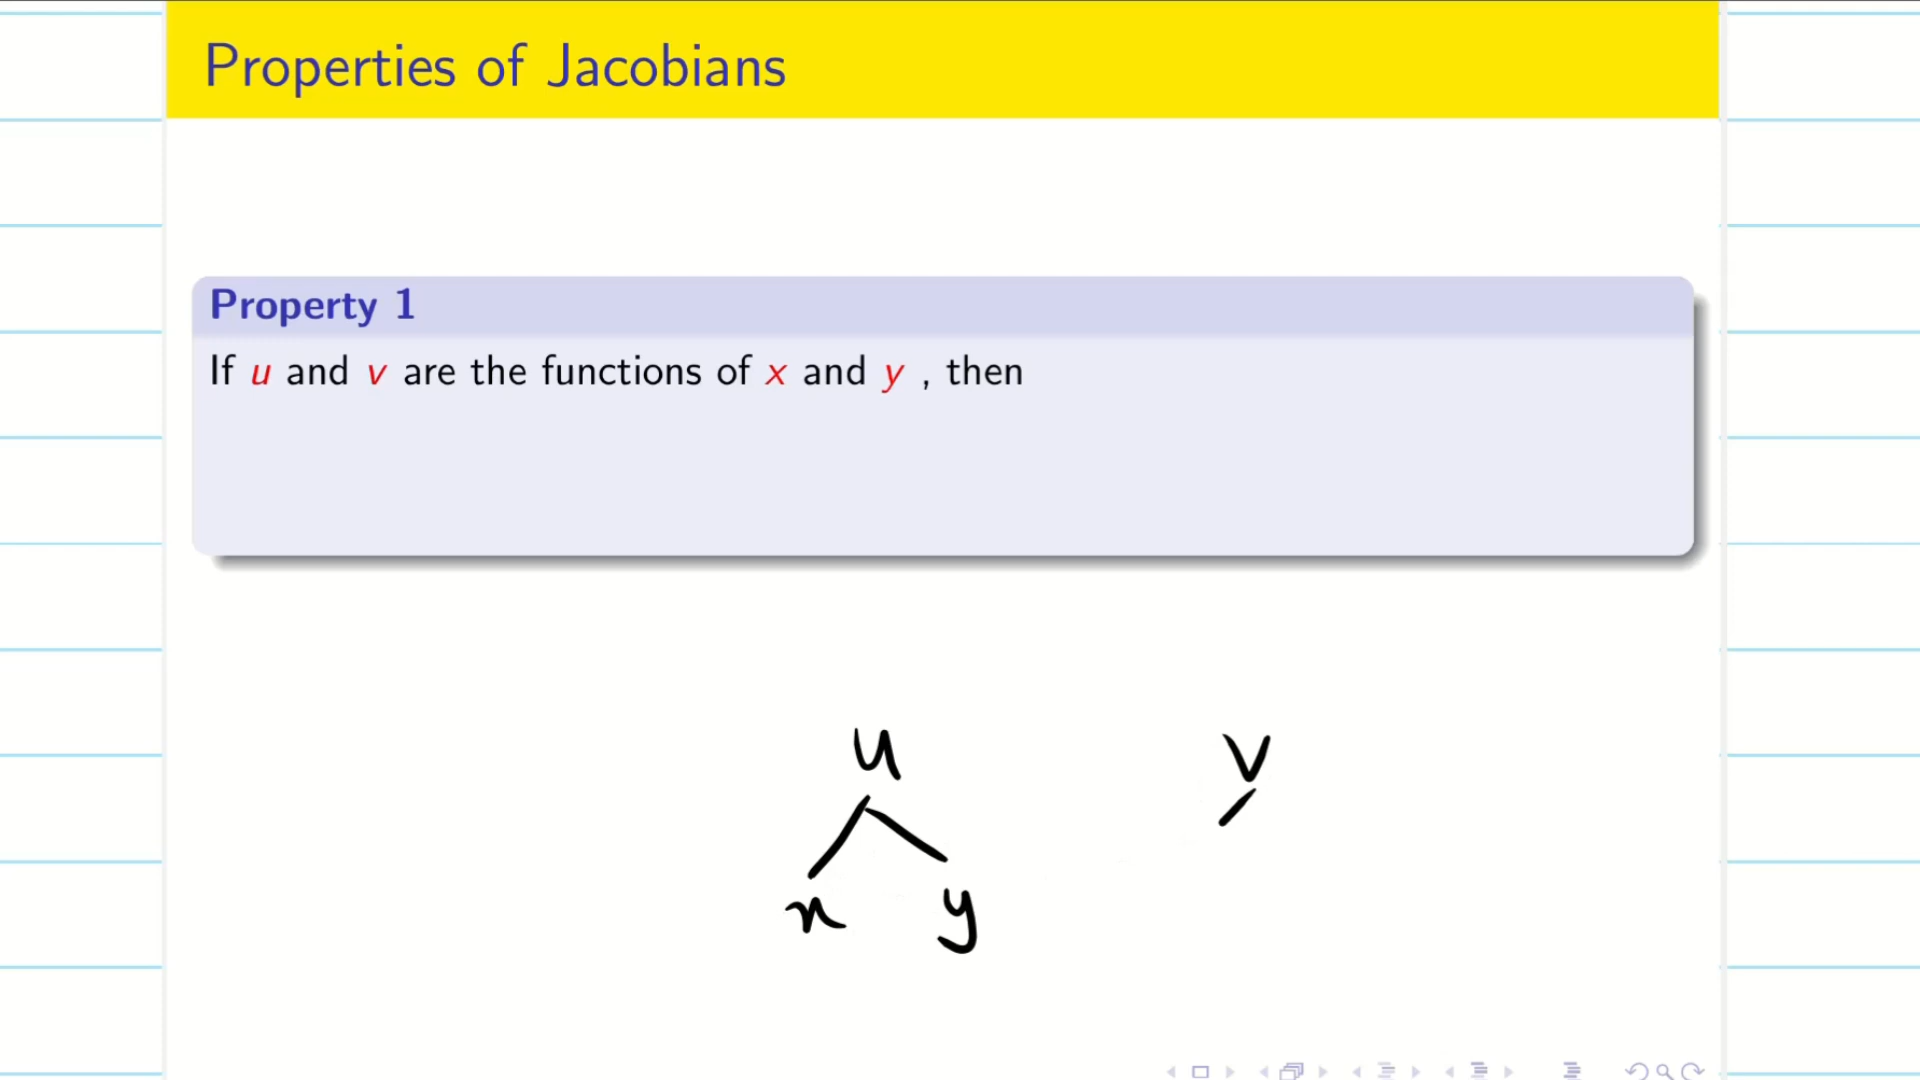 Properties of Jacobians
Property 1
If u and v are the functions of x and y , then
u v
x y